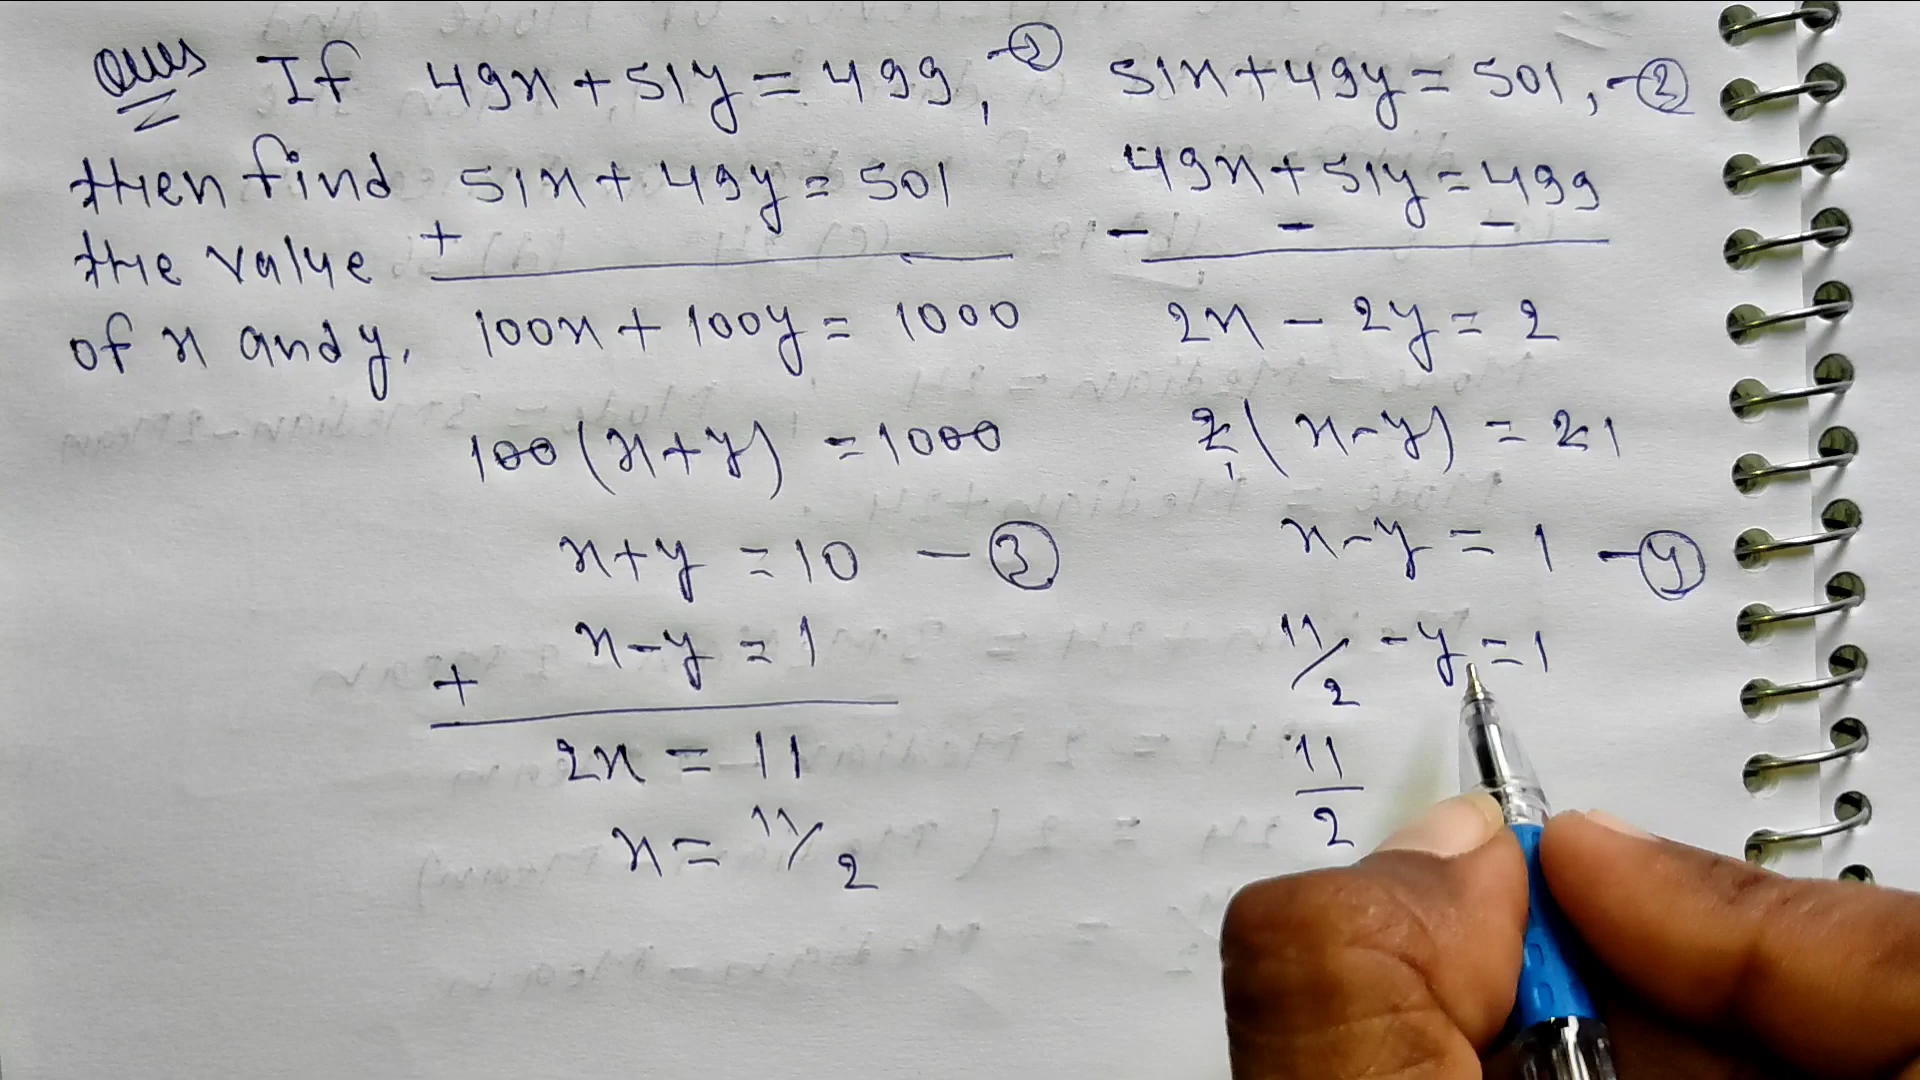 Ques If 49x + 51y = 499, -① 51x + 49y = 501, -②
then find 51x + 49y = 501 49x + 51y = 499
the value + - - -
of x and y. 100x + 100y = 1000 2x - 2y = 2
100(x + y) = 1000 2(x - y) = 2 1
1
x + y = 10 - ③ x - y = 1 - ④
x - y = 1 11/2 - y = 1
+
2x = 11 11/2
x = 11/2